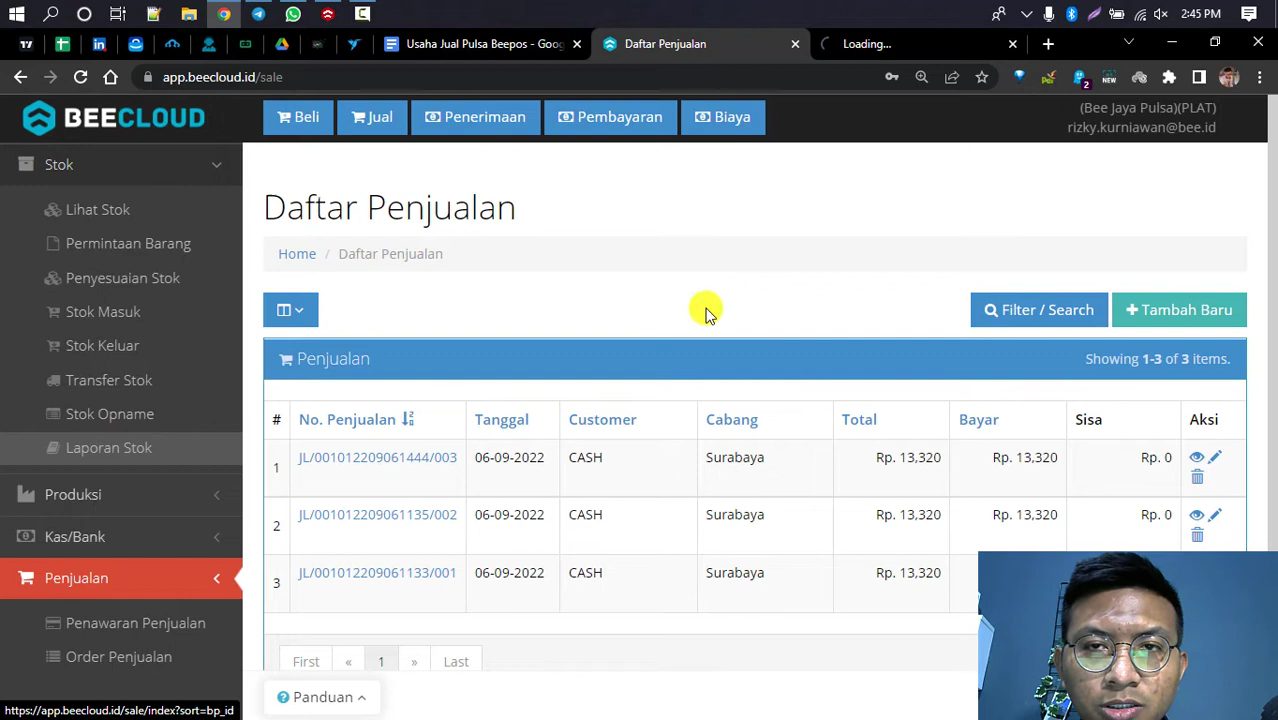 2:45 PM
Usaha Jual Pulsa Beepos - Goog
Daftar Penjualan
Loading...
app.beecloud.id/sale
NEW
2
BEECLOUD
Beli
Jual
Penerimaan
Pembayaran
Biaya
(Bee Jaya Pulsa)(PLAT)
rizky.kurniawan@bee.id
Stok
Lihat Stok
Permintaan Barang
Penyesuaian Stok
Stok Masuk
Stok Keluar
Transfer Stok
Stok Opname
Laporan Stok
Produksi
Kas/Bank
Penjualan
Penawaran Penjualan
Order Penjualan
Daftar Penjualan
Home / Daftar Penjualan
Filter / Search
Tambah Baru
Penjualan
Showing 1-3 of 3 items.
# No. Penjualan Tanggal Customer Cabang Total Bayar Sisa Aksi
1 JL/001012209061444/003 06-09-2022 CASH Surabaya Rp. 13,320 Rp. 13,320 Rp. 0
2 JL/001012209061135/002 06-09-2022 CASH Surabaya Rp. 13,320 Rp. 13,320 Rp. 0
3 JL/001012209061133/001 06-09-2022 CASH Surabaya Rp. 13,320
First « 1 » Last
Panduan
https://app.beecloud.id/sale/index?sort=bp_id